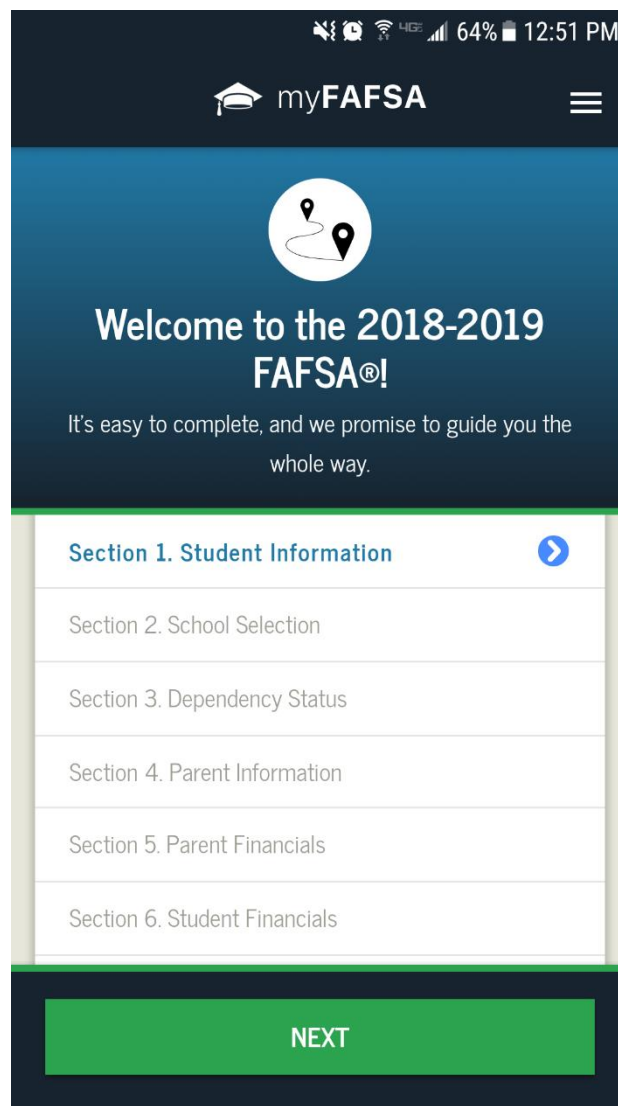 4GE 64% 12:51 PM
myFAFSA
Welcome to the 2018-2019
FAFSA®!
It's easy to complete, and we promise to guide you the
whole way.
Section 1. Student Information
Section 2. School Selection
Section 3. Dependency Status
Section 4. Parent Information
Section 5. Parent Financials
Section 6. Student Financials
NEXT